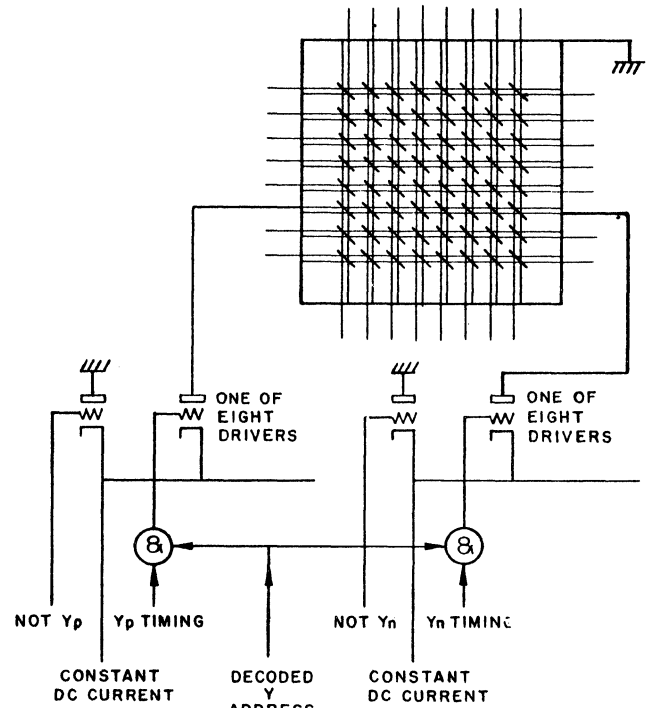 ONE OF
EIGHT
DRIVERS
ONE OF
EIGHT
DRIVERS
&
&
NOT Yp
Yp TIMING
NOT Yn
Yn TIMING
CONSTANT
DC CURRENT
DECODED
Y
ADDRESS
CONSTANT
DC CURRENT